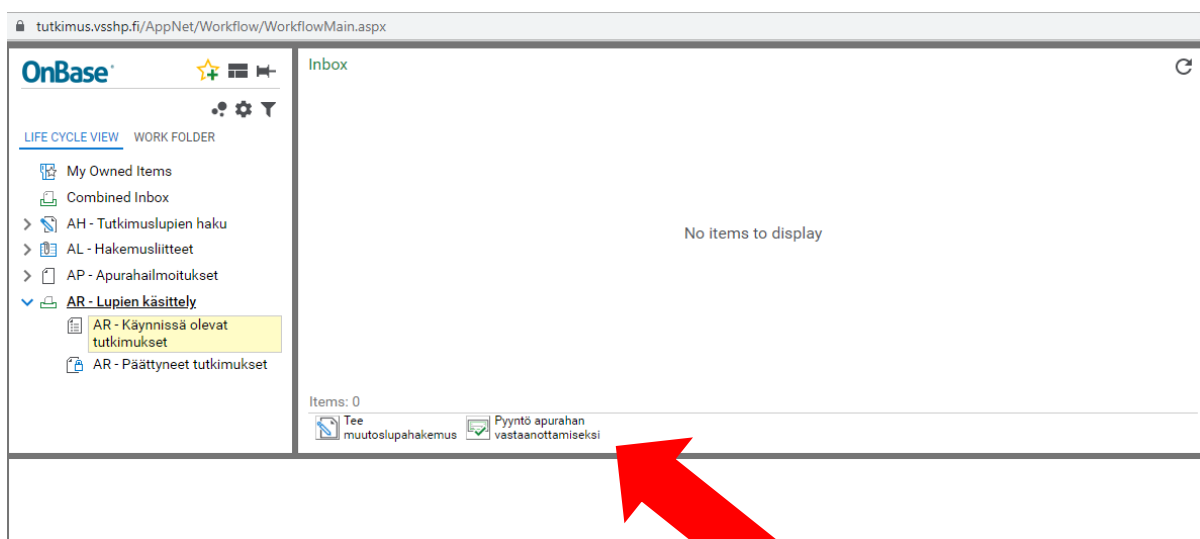 tutkimus.vsshp.fi/AppNet/Workflow/WorkflowMain.aspx
OnBase
LIFE CYCLE VIEW WORK FOLDER
My Owned Items
Combined Inbox
AH - Tutkimuslupien haku
AL - Hakemusliitteet
AP - Apurahailmoitukset
AR - Lupien käsittely
AR - Käynnissä olevat
tutkimukset
AR - Päättyneet tutkimukset
Inbox
No items to display
Items: 0
Tee
muutoslupahakemus
Pyyntö apurahan
vastaanottamiseksi